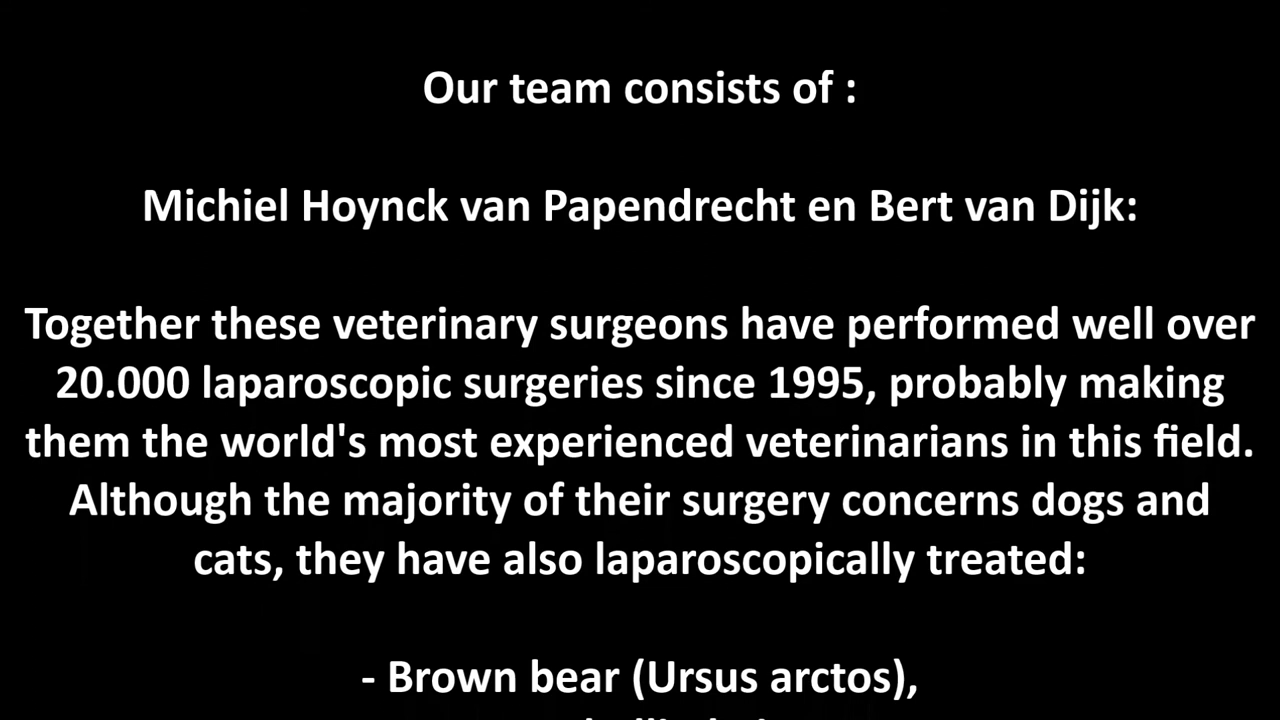 Our team consists of :
Michiel Hoynck van Papendrecht en Bert van Dijk:
Together these veterinary surgeons have performed well over
20.000 laparoscopic surgeries since 1995, probably making
them the world's most experienced veterinarians in this field.
Although the majority of their surgery concerns dogs and
cats, they have also laparoscopically treated:
- Brown bear (Ursus arctos),